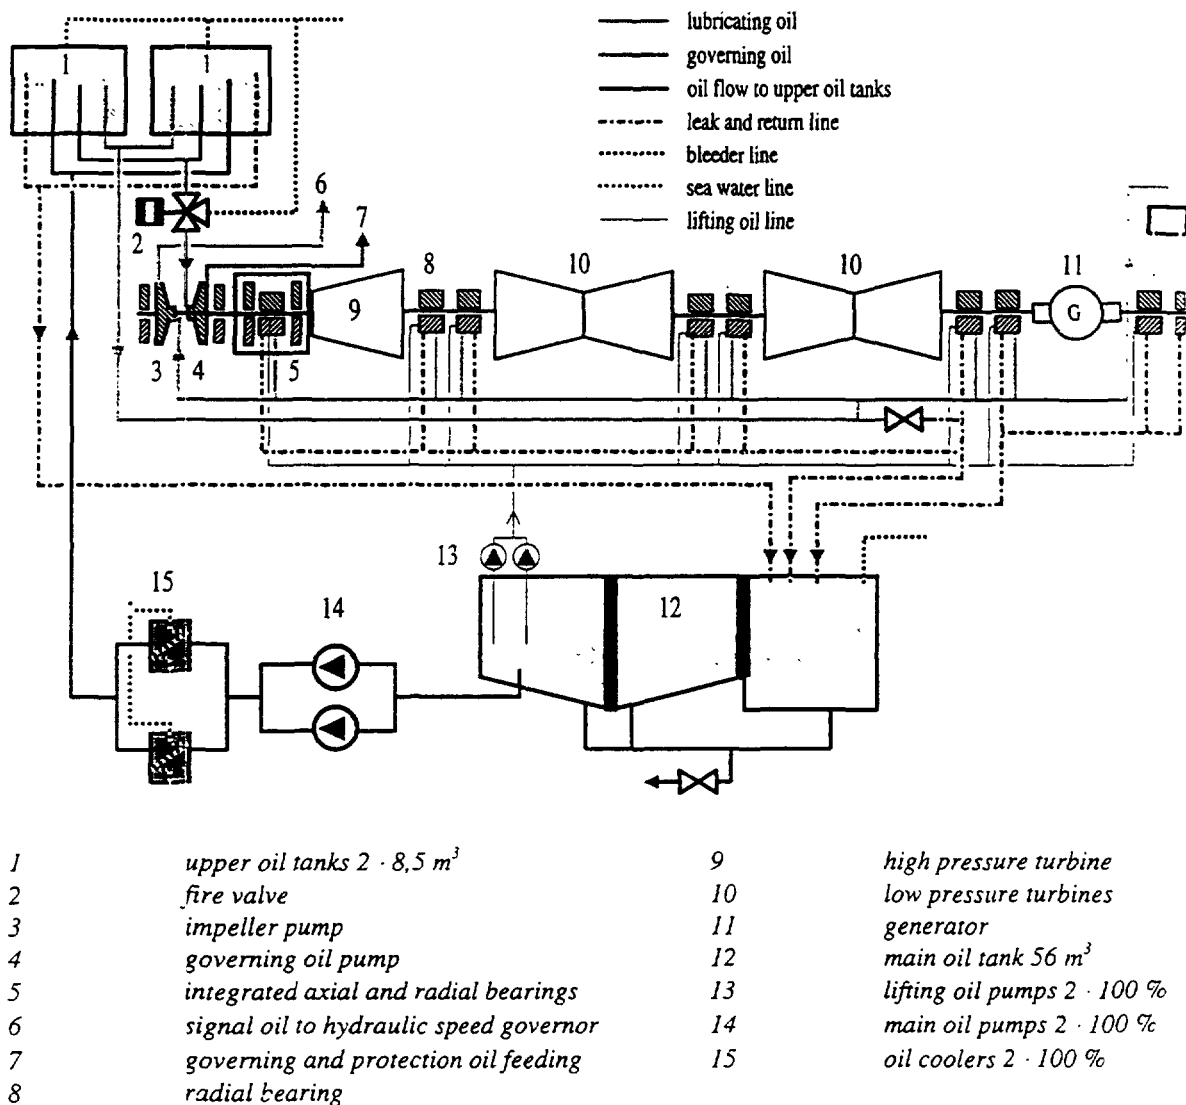 lubricating oil
governing oil
oil flow to upper oil tanks
leak and return line
bleeder line
sea water line
lifting oil line
1
2
6
7
8
10
10
11
G
9
3
4
5
13
12
15
14
1 upper oil tanks 2 · 8,5 m³
2 fire valve
3 impeller pump
4 governing oil pump
5 integrated axial and radial bearings
6 signal oil to hydraulic speed governor
7 governing and protection oil feeding
8 radial bearing
9 high pressure turbine
10 low pressure turbines
11 generator
12 main oil tank 56 m³
13 lifting oil pumps 2 · 100 %
14 main oil pumps 2 · 100 %
15 oil coolers 2 · 100 %